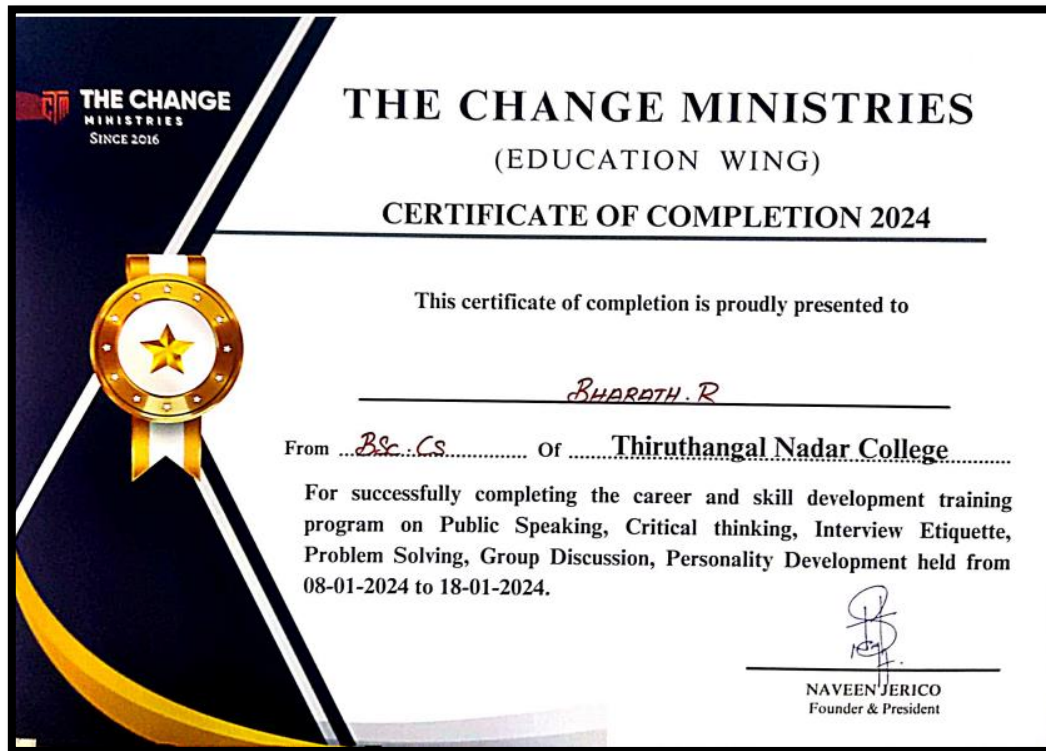 THE CHANGE
MINISTRIES
SINCE 2016
THE CHANGE MINISTRIES
(EDUCATION WING)
CERTIFICATE OF COMPLETION 2024
This certificate of completion is proudly presented to
BHARATH. R
From BSc. CS Of Thiruthangal Nadar College
For successfully completing the career and skill development training
program on Public Speaking, Critical thinking, Interview Etiquette,
Problem Solving, Group Discussion, Personality Development held from
08-01-2024 to 18-01-2024.
NAVEEN JERICO
Founder & President